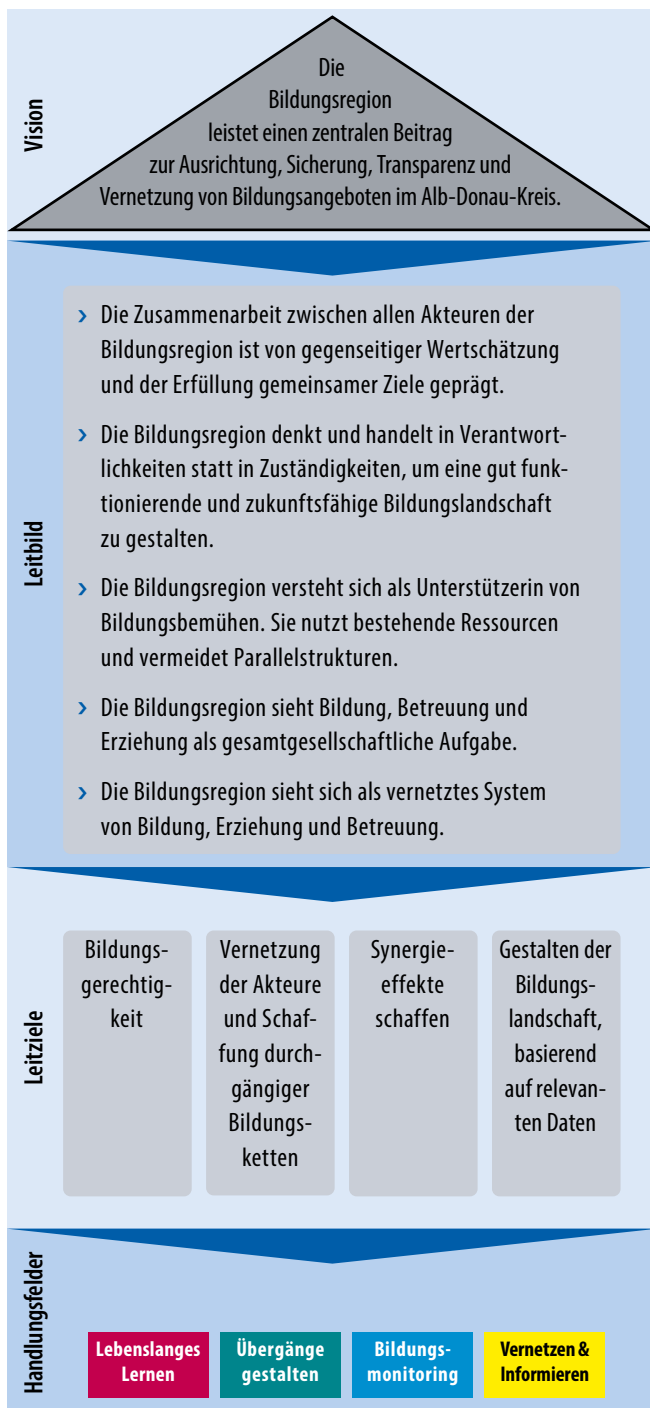 Vision
Die
Bildungsregion
leistet einen zentralen Beitrag
zur Ausrichtung, Sicherung, Transparenz und
Vernetzung von Bildungsangeboten im Alb-Donau-Kreis.
Leitbild
› Die Zusammenarbeit zwischen allen Akteuren der
Bildungsregion ist von gegenseitiger Wertschätzung
und der Erfüllung gemeinsamer Ziele geprägt.
› Die Bildungsregion denkt und handelt in Verantwort-
lichkeiten statt in Zuständigkeiten, um eine gut funk-
tionierende und zukunftsfähige Bildungslandschaft
zu gestalten.
› Die Bildungsregion versteht sich als Unterstützerin von
Bildungsbemühen. Sie nutzt bestehende Ressourcen
und vermeidet Parallelstrukturen.
› Die Bildungsregion sieht Bildung, Betreuung und
Erziehung als gesamtgesellschaftliche Aufgabe.
› Die Bildungsregion sieht sich als vernetztes System
von Bildung, Erziehung und Betreuung.
Leitziele
Bildungs-
gerechtig-
keit
Vernetzung
der Akteure
und Schaf-
fung durch-
gängiger
Bildungs-
ketten
Synergie-
effekte
schaffen
Gestalten der
Bildungs-
landschaft,
basierend
auf relevan-
ten Daten
Handlungsfelder
Lebenslanges
Lernen
Übergänge
gestalten
Bildungs-
monitoring
Vernetzen &
Informieren